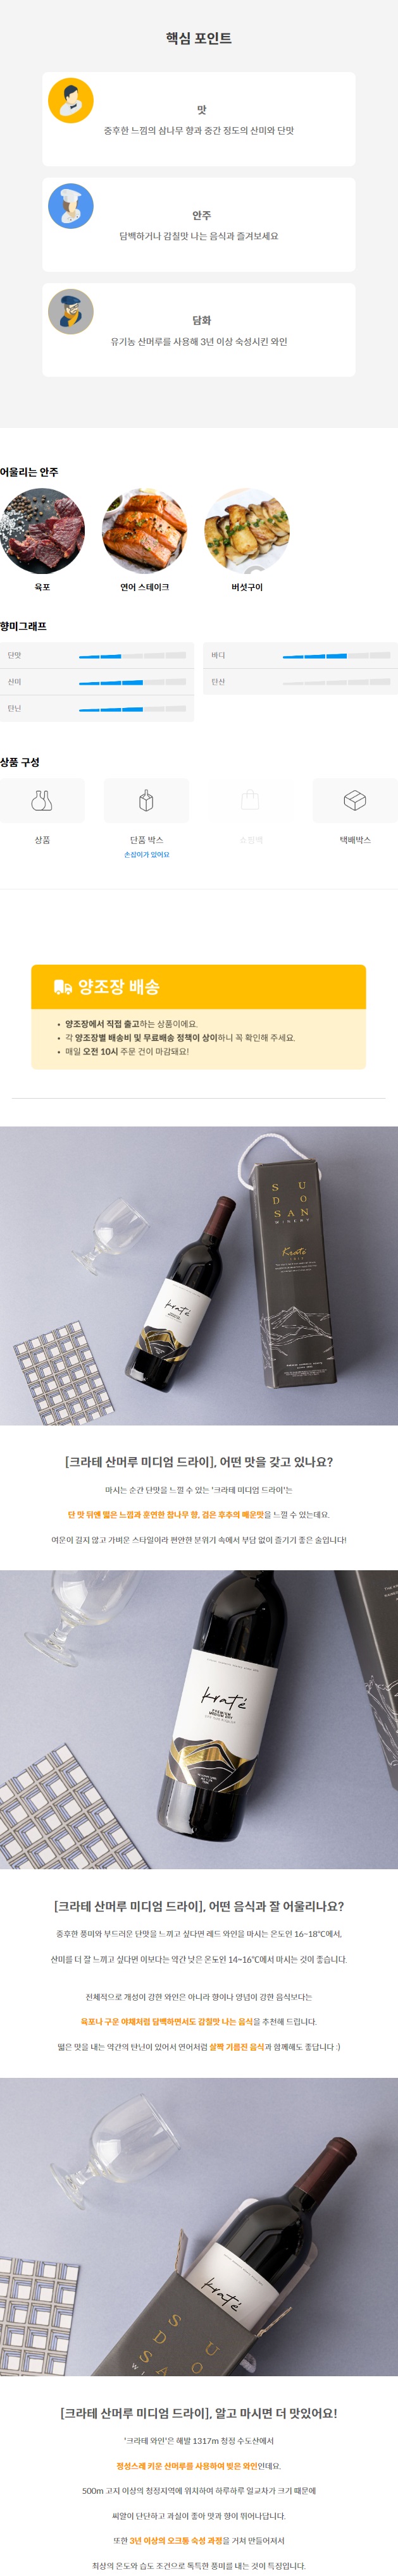 핵심 포인트
맛
중후한 느낌의 삼나무 향과 중간 정도의 산미와 단맛
안주
담백하거나 감칠맛 나는 음식과 즐겨보세요
담화
유기농 산머루를 사용해 3년 이상 숙성시킨 와인
어울리는 안주
육포
연어 스테이크
버섯구이
향미그래프
단맛
바디
산미
탄산
탄닌
상품 구성
상품
단품 박스
쇼핑백
택배박스
손잡이가 있어요
양조장 배송
• 양조장에서 직접 출고하는 상품이에요.
• 각 양조장별 배송비 및 무료배송 정책이 상이하니 꼭 확인해 주세요.
• 매일 오전 10시 주문 건이 마감돼요!
S U
D O
SAN
WINERY
Kraté
kraté
[크라테 산머루 미디엄 드라이], 어떤 맛을 갖고 있나요?
마시는 순간 단맛을 느낄 수 있는 '크라테 미디엄 드라이'는
단 맛 뒤엔 떫은 느낌과 훈연한 참나무 향, 검은 후추의 매운맛을 느낄 수 있는데요.
여운이 길지 않고 가벼운 스타일이라 편안한 분위기 속에서 부담 없이 즐기기 좋은 술입니다!
kraté
PREMIUM
MEDIUM DRY
[크라테 산머루 미디엄 드라이], 어떤 음식과 잘 어울리나요?
중후한 풍미와 부드러운 단맛을 느끼고 싶다면 레드 와인을 마시는 온도인 16~18℃에서,
산미를 더 잘 느끼고 싶다면 이보다는 약간 낮은 온도인 14~16℃에서 마시는 것이 좋습니다.
전체적으로 개성이 강한 와인은 아니라 향이나 양념이 강한 음식보다는
육포나 구운 야채처럼 담백하면서도 감칠맛 나는 음식을 추천해 드립니다.
떫은 맛을 내는 약간의 탄닌이 있어서 연어처럼 살짝 기름진 음식과 함께해도 좋답니다 :)
kraté
S U
D O
SA
WI
[크라테 산머루 미디엄 드라이], 알고 마시면 더 맛있어요!
'크라테 와인'은 해발 1317m 청정 수도산에서
정성스레 키운 산머루를 사용하여 빚은 와인인데요.
500m 고지 이상의 청정지역에 위치하여 하루하루 일교차가 크기 때문에
씨알이 단단하고 과실이 좋아 맛과 향이 뛰어나답니다.
또한 3년 이상의 오크통 숙성 과정을 거쳐 만들어져서
최상의 온도와 습도 조건으로 독특한 풍미를 내는 것이 특징입니다.